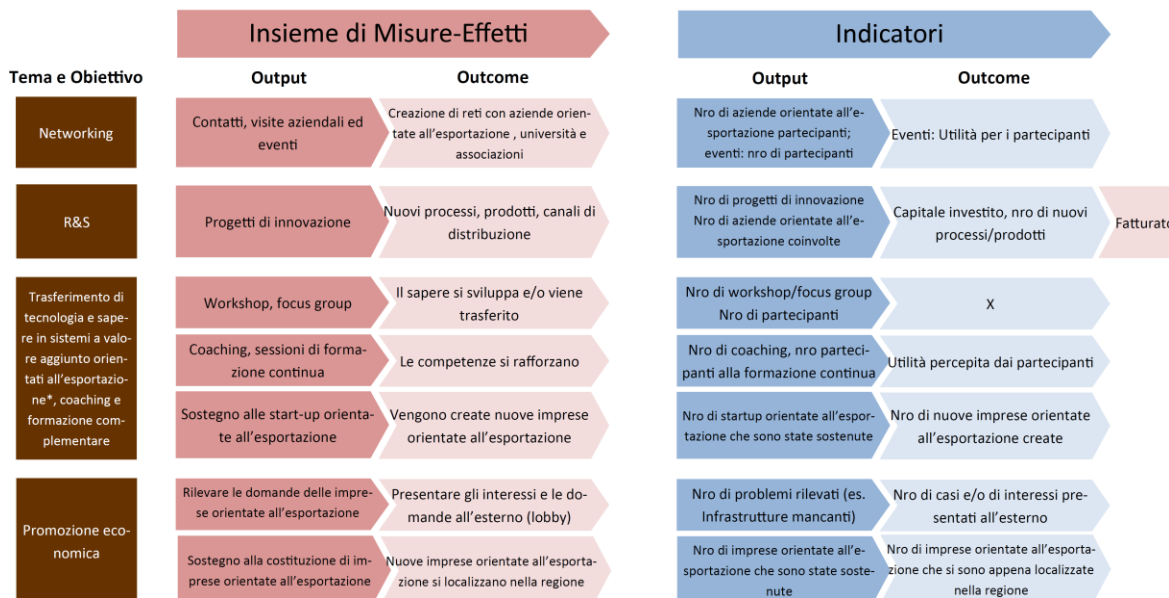 Insieme di Misure-Effetti
Indicatori
Tema e Obiettivo
Output
Outcome
Output
Outcome
Networking
Contatti, visite aziendali ed
eventi
Creazione di reti con aziende orien-
tate all'esportazione , università e
associazioni
Nro di aziende orientate all'e-
sportazione partecipanti;
eventi: nro di partecipanti
Eventi: Utilità per i partecipanti
R&S
Progetti di innovazione
Nuovi processi, prodotti, canali di
distribuzione
Nro di progetti di innovazione
Nro di aziende orientate all'e-
sportazione coinvolte
Capitale investito, nro di nuovi
processi/prodotti
Fatturato
Trasferimento di
tecnologia e sape-
re in sistemi a valo-
re aggiunto orien-
tati all'esportazio-
ne*, coaching e
formazione com-
plementare
Workshop, focus group
Il sapere si sviluppa e/o viene
trasferito
Nro di workshop/focus group
Nro di partecipanti
X
Coaching, sessioni di forma-
zione continua
Le competenze si rafforzano
Nro di coaching, nro parteci-
panti alla formazione continua
Utilità percepita dai partecipanti
Sostegno alle start-up orienta-
te all'esportazione
Vengono create nuove imprese
orientate all'esportazione
Nro di startup orientate all'espor-
tazione che sono state sostenute
Nro di nuove imprese orientate
all'esportazione create
Promozione eco-
nomica
Rilevare le domande delle impre-
se orientate all'esportazione
Presentare gli interessi e le do-
mande all'esterno (lobby)
Nro di problemi rilevati (es.
Infrastrutture mancanti)
Nro di casi e/o di interessi pre-
sentati all'esterno
Sostegno alla costituzione di im-
prese orientate all'esportazione
Nuove imprese orientate all'esporta-
zione si localizzano nella regione
Nro di imprese orientate all'e-
sportazione che sono state soste-
nute
Nro di imprese orientate all'esporta-
zione che si sono appena localizzate
nella regione